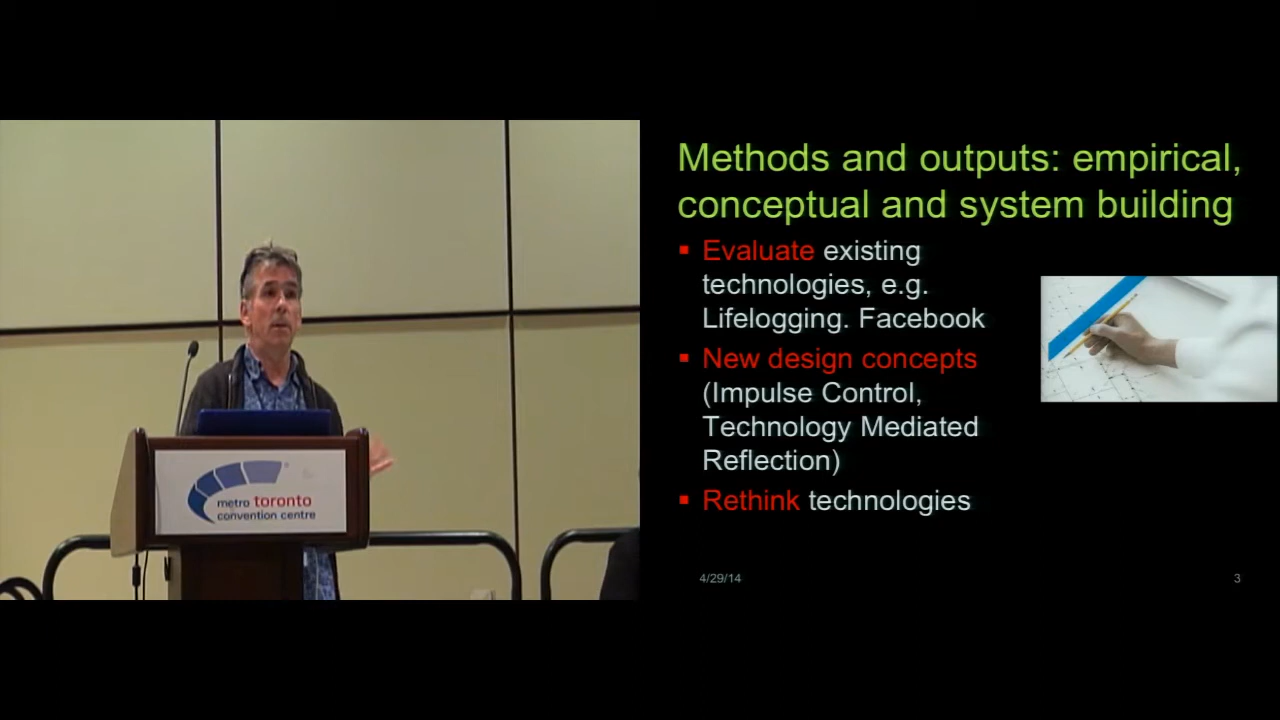 metro toronto
convention centre
Methods and outputs: empirical,
conceptual and system building
▪ Evaluate existing
technologies, e.g.
Lifelogging. Facebook
▪ New design concepts
(Impulse Control,
Technology Mediated
Reflection)
▪ Rethink technologies
4/29/14
3